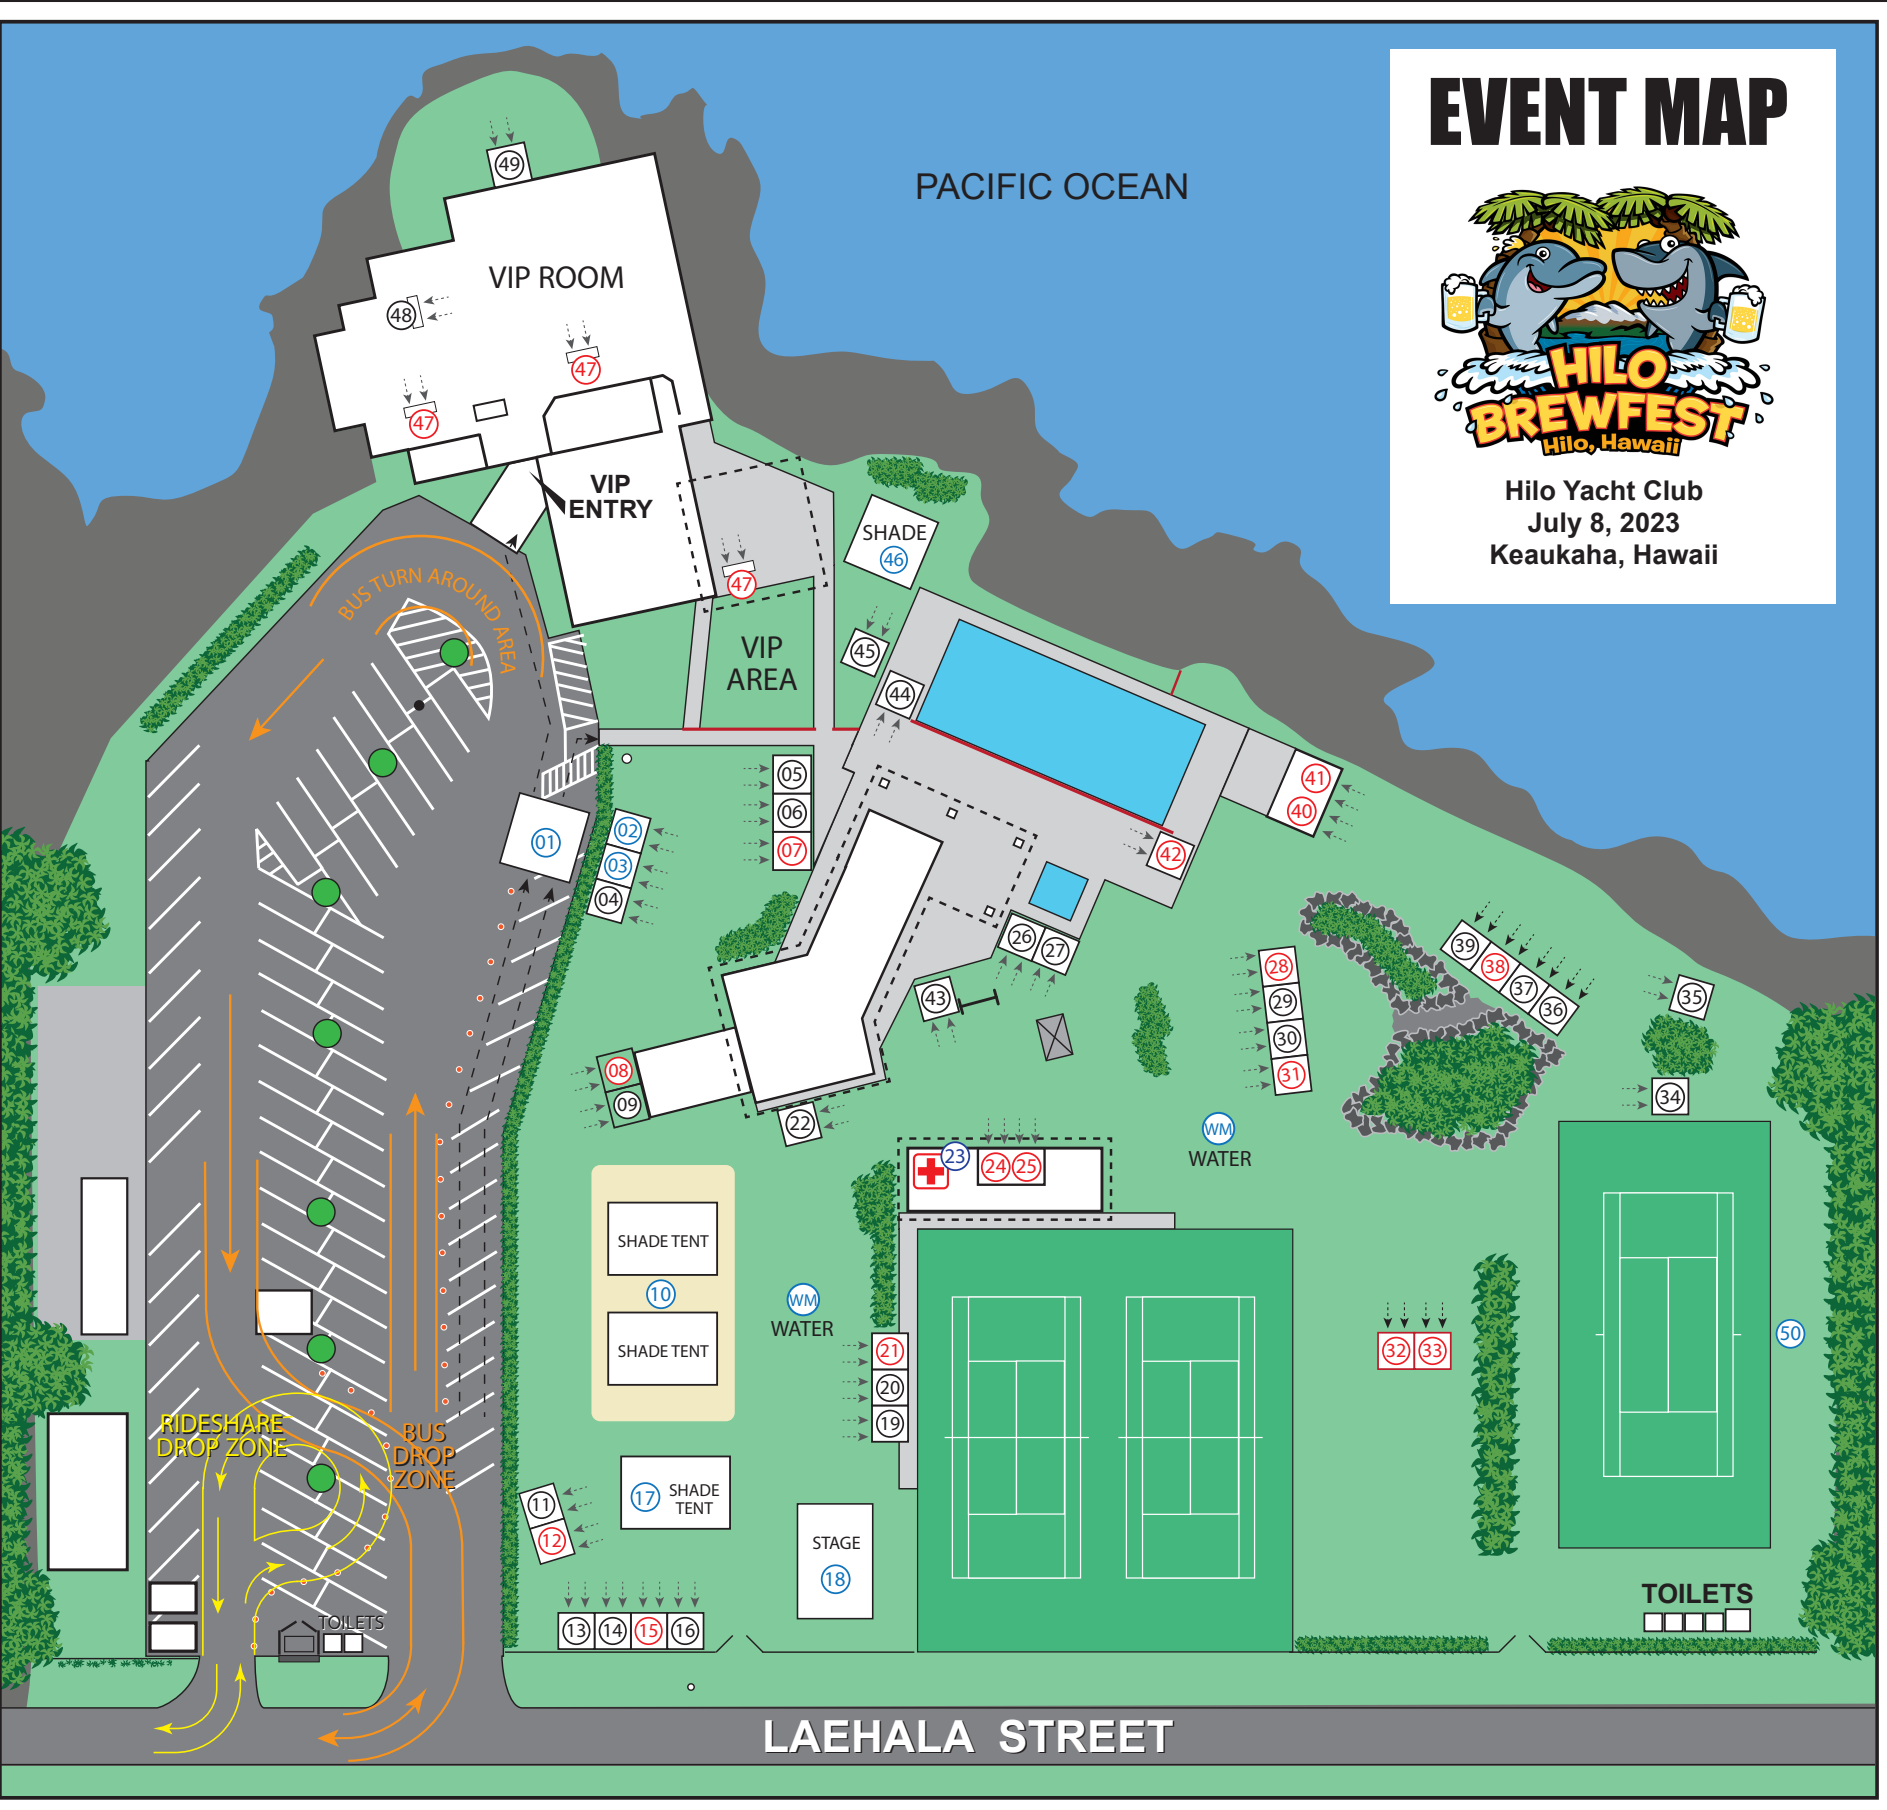 EVENT MAP
HILO
BREWFEST
Hilo, Hawaii
Hilo Yacht Club
July 8, 2023
Keaukaha, Hawaii
PACIFIC OCEAN
49
VIP ROOM
48
47
47
VIP
ENTRY
47
SHADE
46
BUS TURN AROUND AREA
VIP
AREA
45
44
05
06
07
41
40
42
01
02
03
04
26
27
43
28
29
30
31
39
38
37
36
35
34
08
09
22
23
24
25
WM
WATER
SHADE TENT
10
SHADE TENT
WM
WATER
21
20
19
32
33
50
RIDESHARE
DROP ZONE
BUS
DROP
ZONE
11
12
17
SHADE
TENT
STAGE
18
13
14
15
16
TOILETS
TOILETS
LAEHALA STREET